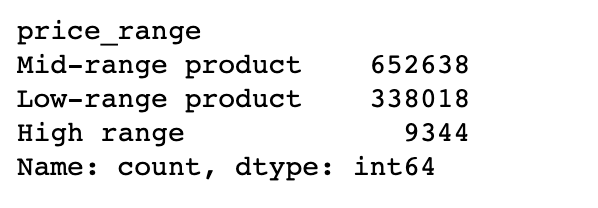 price_range
Mid-range product    652638
Low-range product    338018
High range             9344
Name: count, dtype: int64